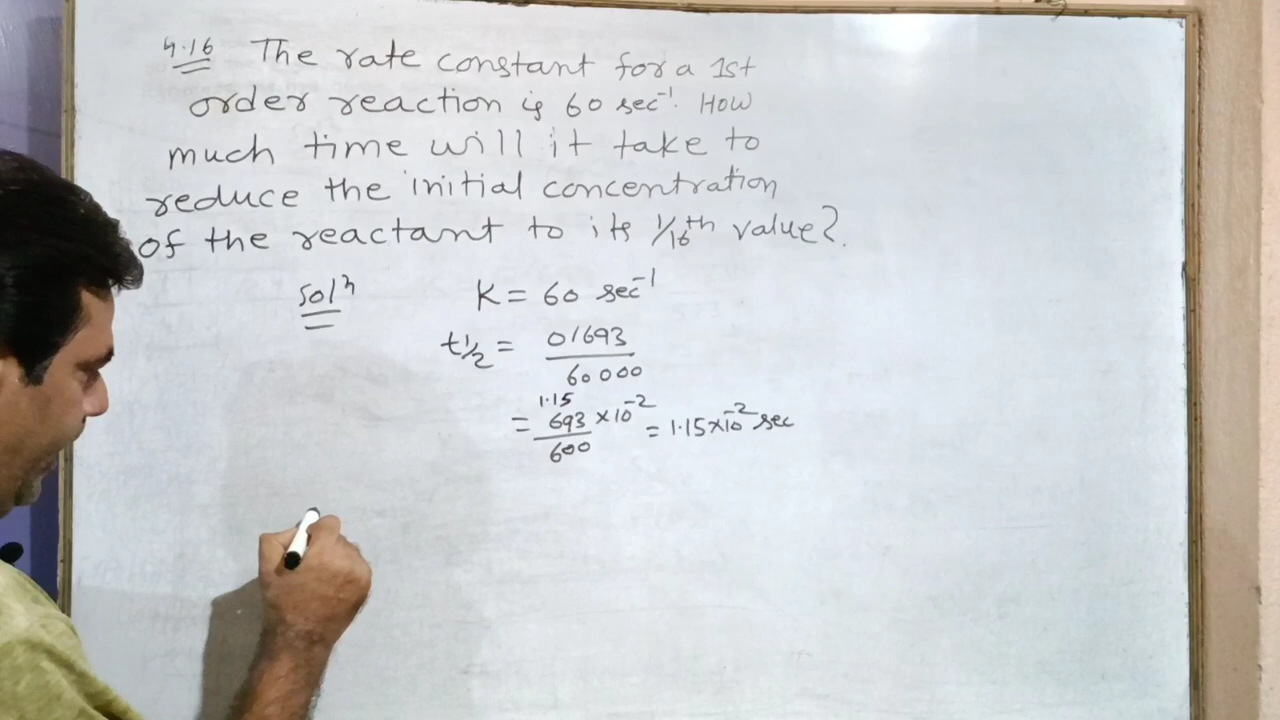 4.16 The rate constant for a 1st
order reaction is 60 sec⁻¹. How
much time will it take to
reduce the initial concentration
of the reactant to its 1/16th value?.
Solⁿ K = 60 sec⁻¹
t1/2 = 0/693
60000
1.15
= 693 × 10⁻² = 1.15×10⁻² sec
600